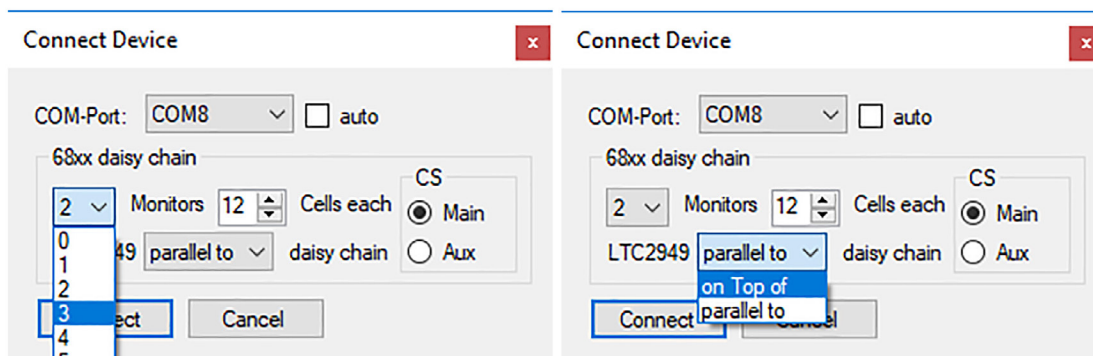 Connect Device
x
COM-Port: COM8 auto
68xx daisy chain
CS
2 Monitors 12 Cells each
Main
0
1
2
3
4
49 parallel to daisy chain
Aux
ect Cancel
Connect Device
x
COM-Port: COM8 auto
68xx daisy chain
CS
2 Monitors 12 Cells each
Main
LTC2949 parallel to daisy chain
Aux
on Top of
parallel to
Connect